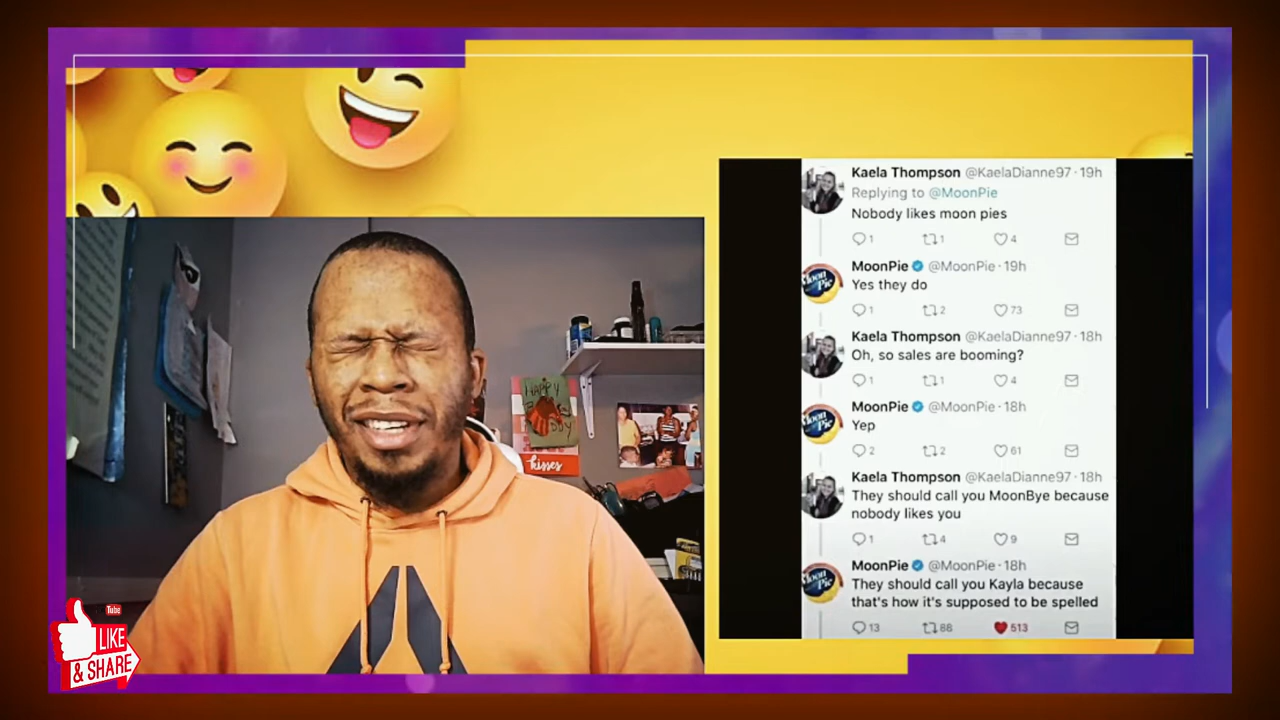 Kaela Thompson @KaelaDianne97 · 19h
Replying to @MoonPie
Nobody likes moon pies
1 1 4
MoonPie @MoonPie · 19h
Yes they do
1 2 73
Kaela Thompson @KaelaDianne97 · 18h
Oh, so sales are booming?
1 1 4
MoonPie @MoonPie · 18h
Yep
2 2 61
Kaela Thompson @KaelaDianne97 · 18h
They should call you MoonBye because
nobody likes you
1 4 9
MoonPie @MoonPie · 18h
They should call you Kayla because
that's how it's supposed to be spelled
13 88 513
Moon
Pie
HAPPY
kisses
Tube
LIKE
& SHARE